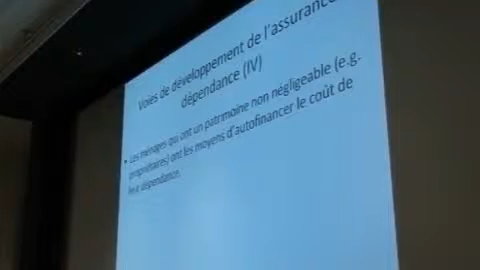 Voies de développement de l'assurance
dépendance (IV)
• Les ménages qui ont un patrimoine non négligeable (e.g.
propriétaires) ont les moyens d'autofinancer le coût de
leur dépendance.